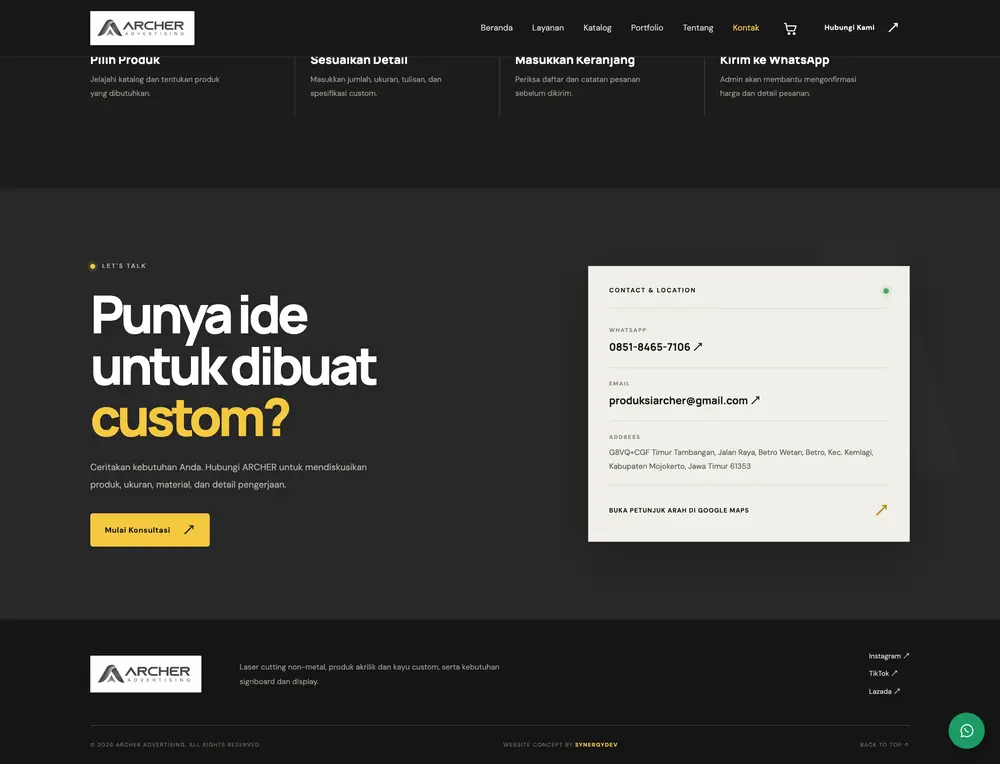 ARCHER
ADVERTISING
Beranda
Layanan
Katalog
Portfolio
Tentang
Kontak
Hubungi Kami
Pilih Produk
Jelajahi katalog dan tentukan produk
yang dibutuhkan.
Sesuaikan Detail
Masukkan jumlah, ukuran, tulisan, dan
spesifikasi custom.
Masukkan Keranjang
Periksa daftar dan catatan pesanan
sebelum dikirim.
Kirim ke WhatsApp
Admin akan membantu mengonfirmasi
harga dan detail pesanan.
LET'S TALK
Punya ide
untuk dibuat
custom?
Ceritakan kebutuhan Anda. Hubungi ARCHER untuk mendiskusikan
produk, ukuran, material, dan detail pengerjaan.
Mulai Konsultasi ↗
CONTACT & LOCATION
WHATSAPP
0851-8465-7106 ↗
EMAIL
produksiarcher@gmail.com ↗
ADDRESS
G8VQ+CGF Timur Tambangan, Jalan Raya, Betro Wetan, Betro, Kec. Kemlagi,
Kabupaten Mojokerto, Jawa Timur 61353
BUKA PETUNJUK ARAH DI GOOGLE MAPS ↗
ARCHER
ADVERTISING
Laser cutting non-metal, produk akrilik dan kayu custom, serta kebutuhan
signboard dan display.
Instagram ↗
TikTok ↗
Lazada ↗
© 2026 ARCHER ADVERTISING. ALL RIGHTS RESERVED
WEBSITE CONCEPT BY SYNERGYDEV
BACK TO TOP ↑